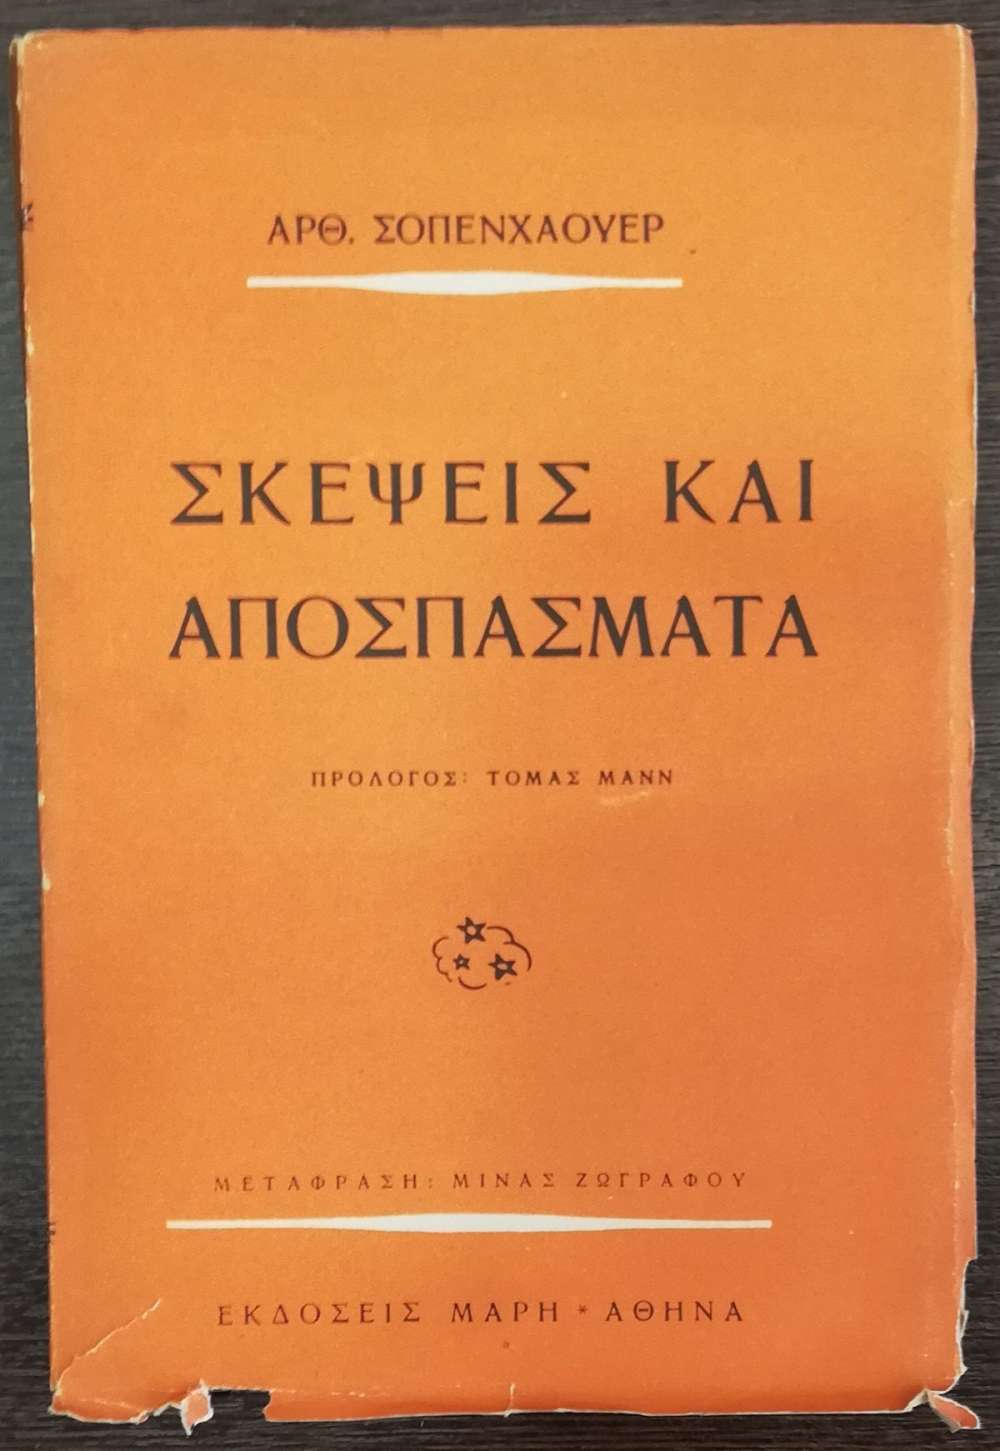 ΑΡΘ. ΣΟΠΕΝΧΑΟΥΕΡ
ΣΚΕΨΕΙΣ ΚΑΙ
ΑΠΟΣΠΑΣΜΑΤΑ
ΠΡΟΛΟΓΟΣ: ΤΟΜΑΣ ΜΑΝΝ
ΜΕΤΑΦΡΑΣΗ: ΜΙΝΑΣ ΖΩΓΡΑΦΟΥ
ΕΚΔΟΣΕΙΣ ΜΑΡΗ * ΑΘΗΝΑ